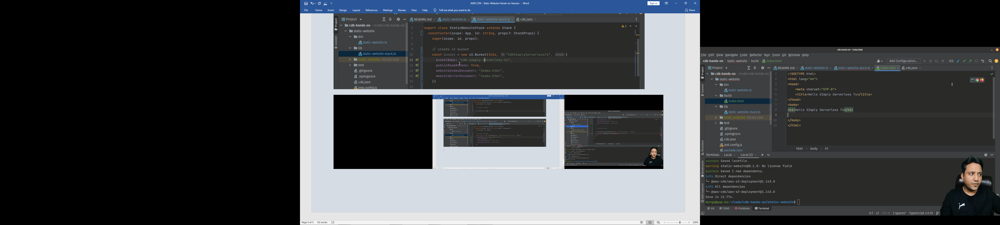 AWS CDK - Static Website Hands-on Session - Word
Sign in
File Home Insert Design Layout References Mailings Review View Help Tell me what you want to do
Share
Project
README.md static-website.ts static-website-stack.ts cdk.json
cdk-hands-on ~/code/cdk-hands-on
static-website
bin
static-website.ts
lib
static-website-stack.ts
node_modules library root
test
.gitignore
.npmignore
cdk.json
jest.config.js
Project
Commit
2
5 export class StaticWebsiteStack extends Stack {
6 constructor(scope: App, id: string, props?: StackProps) {
7 super(scope, id, props);
8
9 // create s3 bucket
10 const bucket = new s3.Bucket(this, id: "CDKSimplyServerlessTs", props: {
11 bucketName: "cdk-simply-serverless-ts",
12 publicReadAccess: true,
13 websiteIndexDocument: "index.html",
14 websiteErrorDocument: "index.html",
15 })
16
Page 5 of 5 63 words
220%
cdk-hands-on – index.html
File Edit View Navigate Code Refactor Run Tools Git Window Help
cdk-hands-on static-website build index.html
Add Configuration...
Git:
Project
README.md static-website.ts static-website-stack.ts index.html cdk.json
cdk-hands-on ~/code/cdk-hands-on
static-website
bin
static-website.ts
build
index.html
lib
static-website-stack.ts
node_modules library root
test
.gitignore
.npmignore
cdk.json
jest.config.js
package.json
Project
Commit
Structure
Bookmarks
AWS Explorer
1 <!DOCTYPE html>
2 <html lang="en">
3 <head>
4 <meta charset="UTF-8">
5 <title>Hello SImply Serverless Ts</title>
6 </head>
7 <body>
8 <h1>Hello SImply Serverless Ts</h1>
9
10 </body>
11 </html>
html body h1
Terminal: Local Local (2)
success Saved lockfile.
warning static-website@0.1.0: No license field
success Saved 1 new dependency.
info Direct dependencies
└─ @aws-cdk/aws-s3-deployment@1.143.0
info All dependencies
└─ @aws-cdk/aws-s3-deployment@1.143.0
Done in 12.77s.
durga@pop-os:~/code/cdk-hands-on/static-website$
Git TODO Problems Terminal
9:1 LF UTF-8 2 spaces* TypeScript 3.9.10